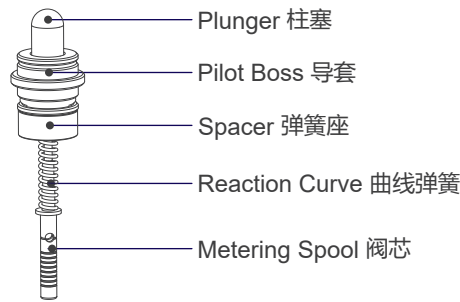 Plunger 柱塞
Pilot Boss 导套
Spacer 弹簧座
Reaction Curve 曲线弹簧
Metering Spool 阀芯